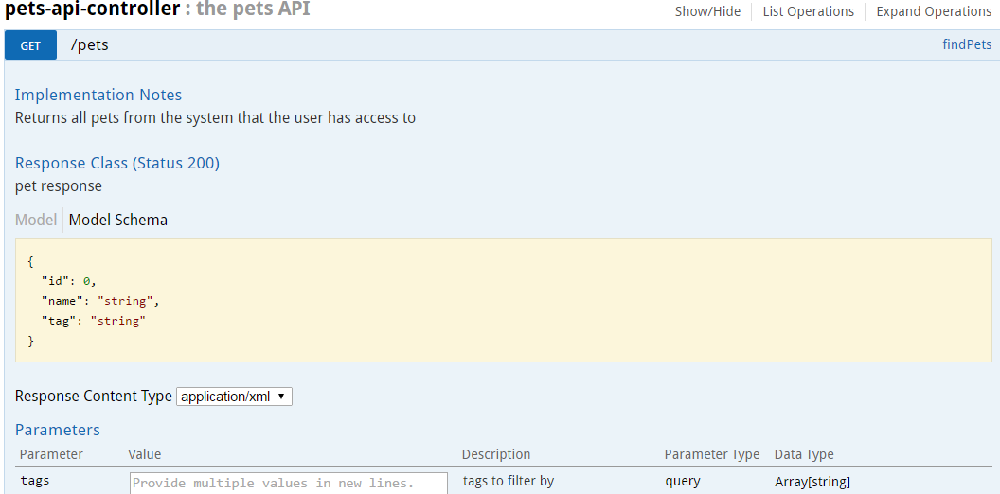 pets-api-controller : the pets API
Show/Hide List Operations Expand Operations
GET /pets findPets
Implementation Notes
Returns all pets from the system that the user has access to
Response Class (Status 200)
pet response
Model Model Schema
{
"id": 0,
"name": "string",
"tag": "string"
}
Response Content Type application/xml
Parameters
Parameter Value Description Parameter Type Data Type
tags Provide multiple values in new lines. tags to filter by query Array[string]